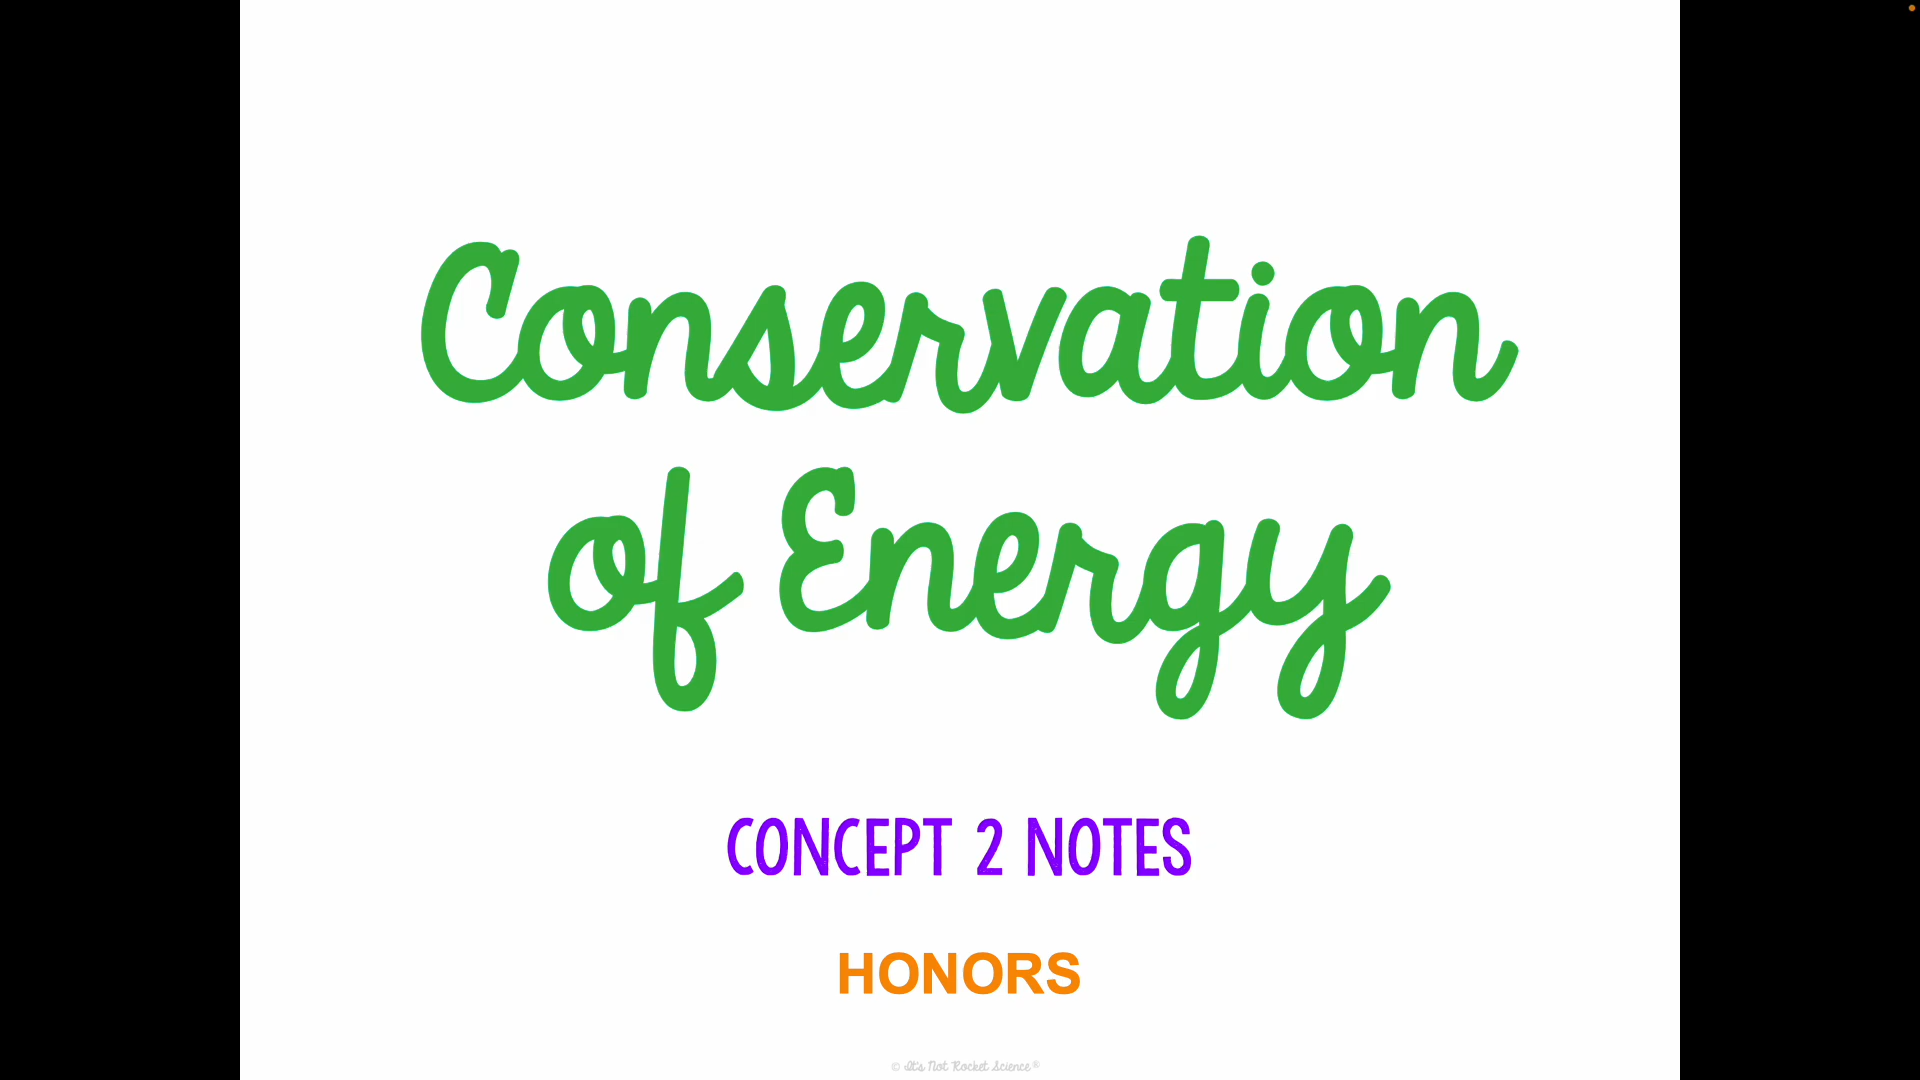 Conservation
of Energy
CONCEPT 2 NOTES
HONORS
© It's Not Rocket Science®